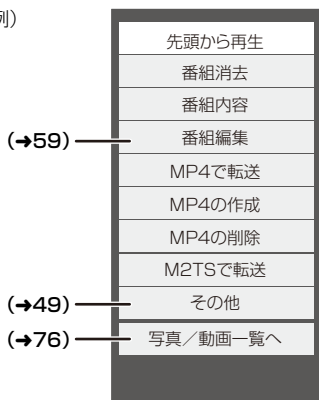 例)
先頭から再生
番組消去
番組内容
(➔59) 番組編集
MP4で転送
MP4の作成
MP4の削除
M2TSで転送
(➔49) その他
(➔76) 写真／動画一覧へ